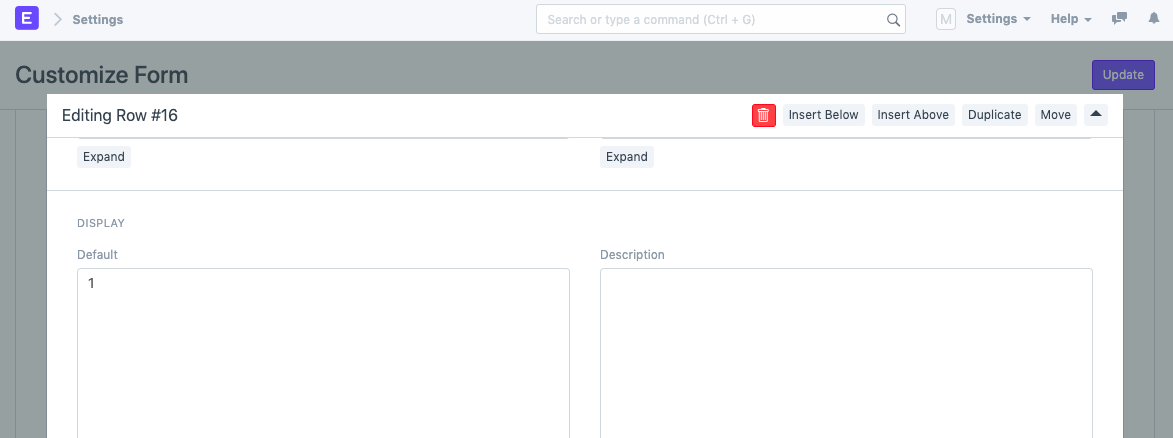 E Settings Search or type a command (Ctrl + G) M Settings Help
Customize Form Update
Editing Row #16 Insert Below Insert Above Duplicate Move
Expand Expand
DISPLAY
Default Description
1